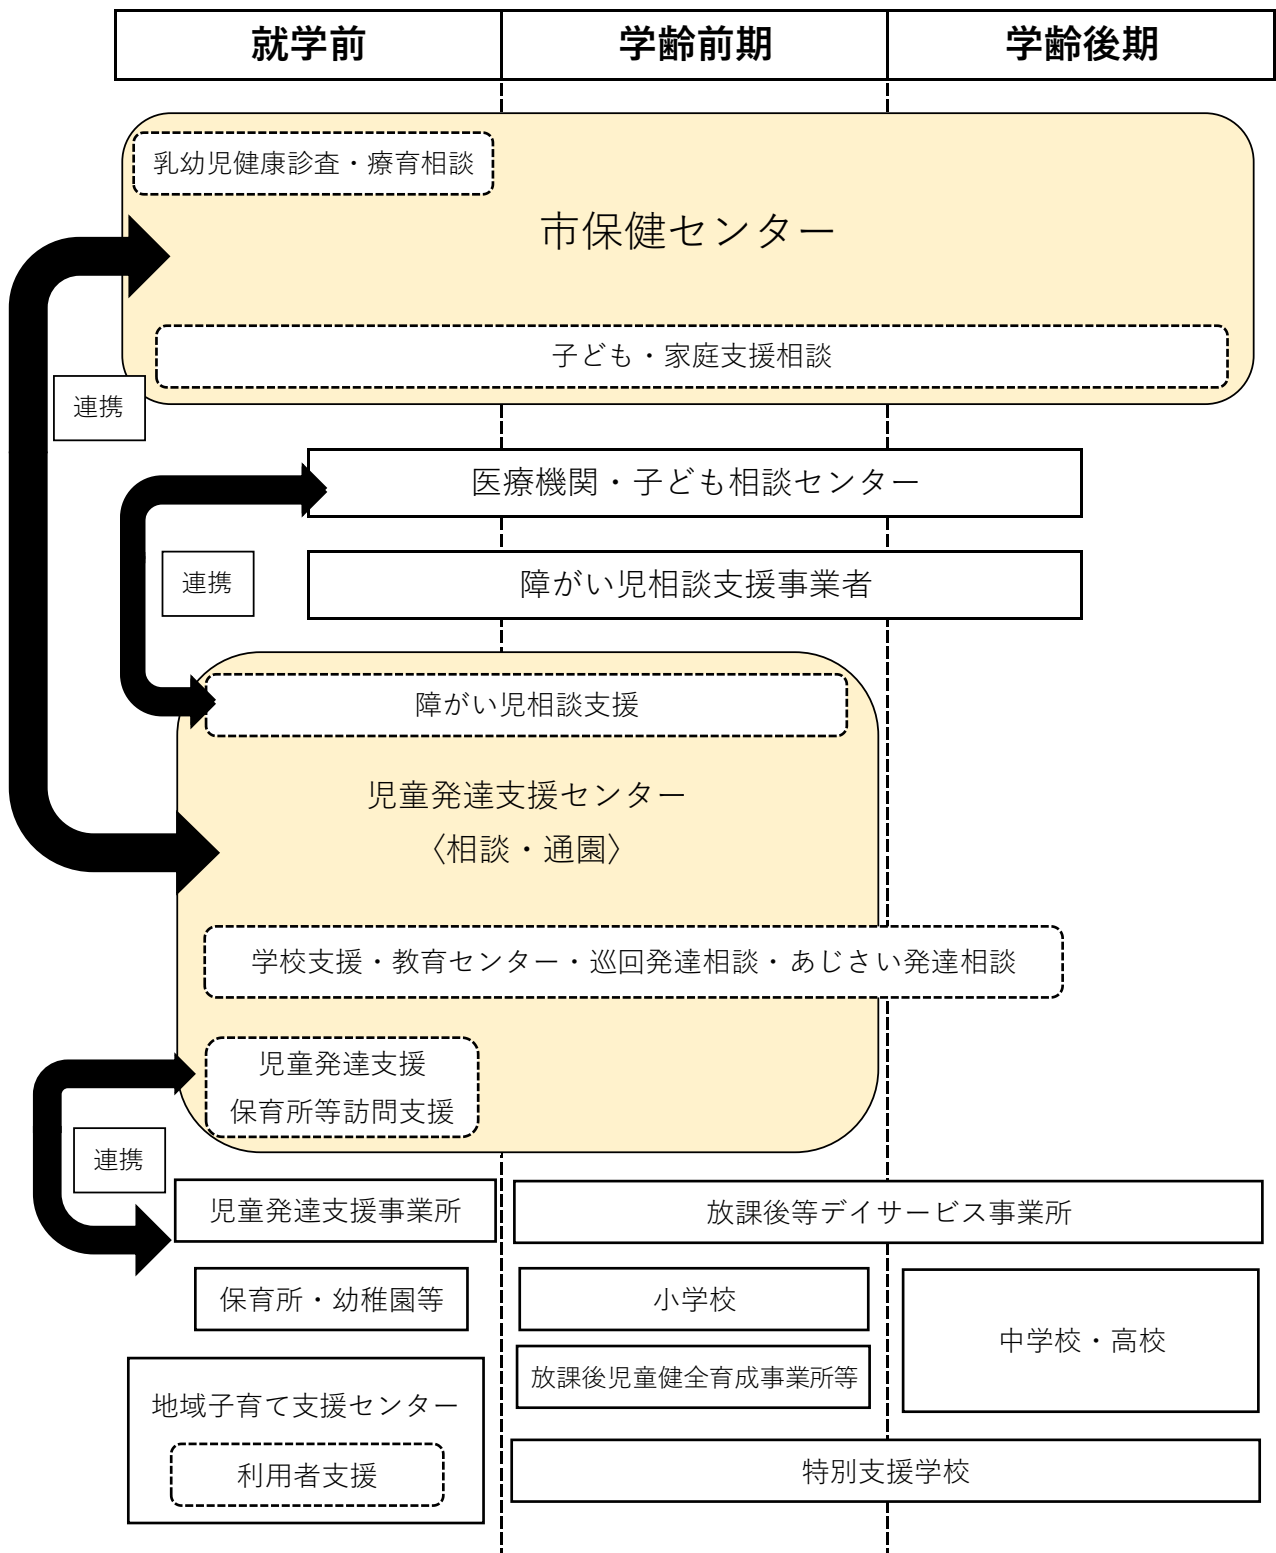 就学前
学齢前期
学齢後期
乳幼児健康診査・療育相談
市保健センター
子ども・家庭支援相談
連携
医療機関・子ども相談センター
連携
障がい児相談支援事業者
障がい児相談支援
児童発達支援センター
〈相談・通園〉
学校支援・教育センター・巡回発達相談・あじさい発達相談
児童発達支援
保育所等訪問支援
連携
児童発達支援事業所
放課後等デイサービス事業所
保育所・幼稚園等
小学校
中学校・高校
放課後児童健全育成事業所等
地域子育て支援センター
利用者支援
特別支援学校